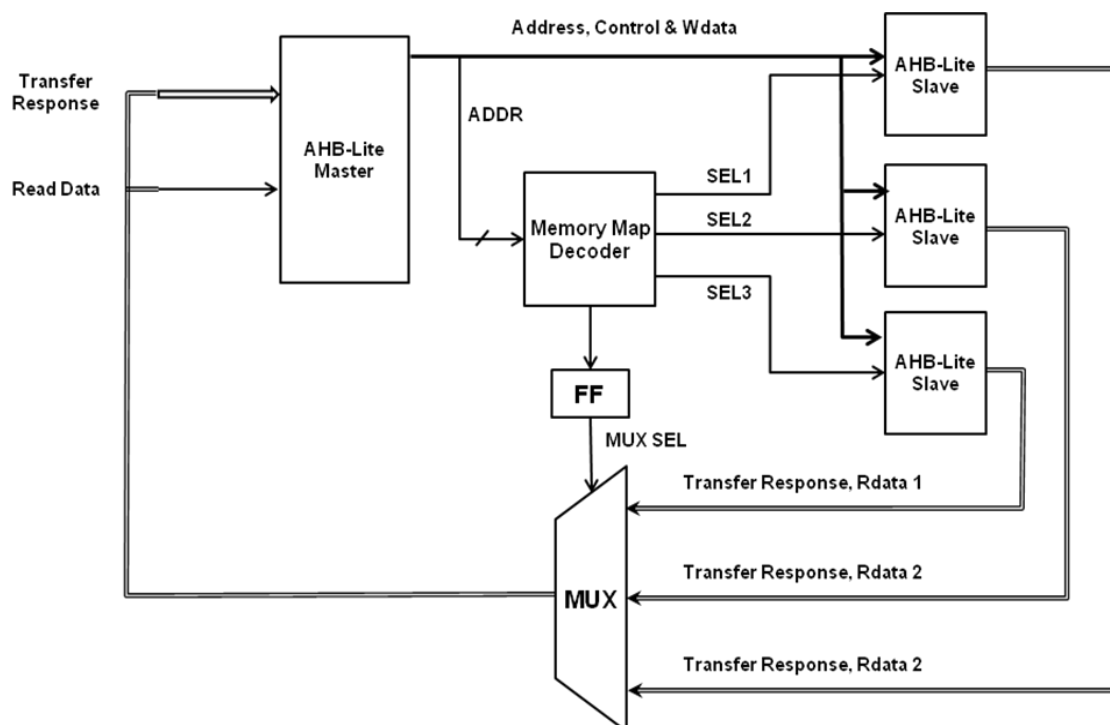 Address, Control & Wdata
AHB-Lite
Slave
Transfer
Response
ADDR
AHB-Lite
Master
Read Data
SEL1
Memory Map
Decoder
SEL2
AHB-Lite
Slave
SEL3
AHB-Lite
Slave
FF
MUX SEL
Transfer Response, Rdata 1
Transfer Response, Rdata 2
MUX
Transfer Response, Rdata 2